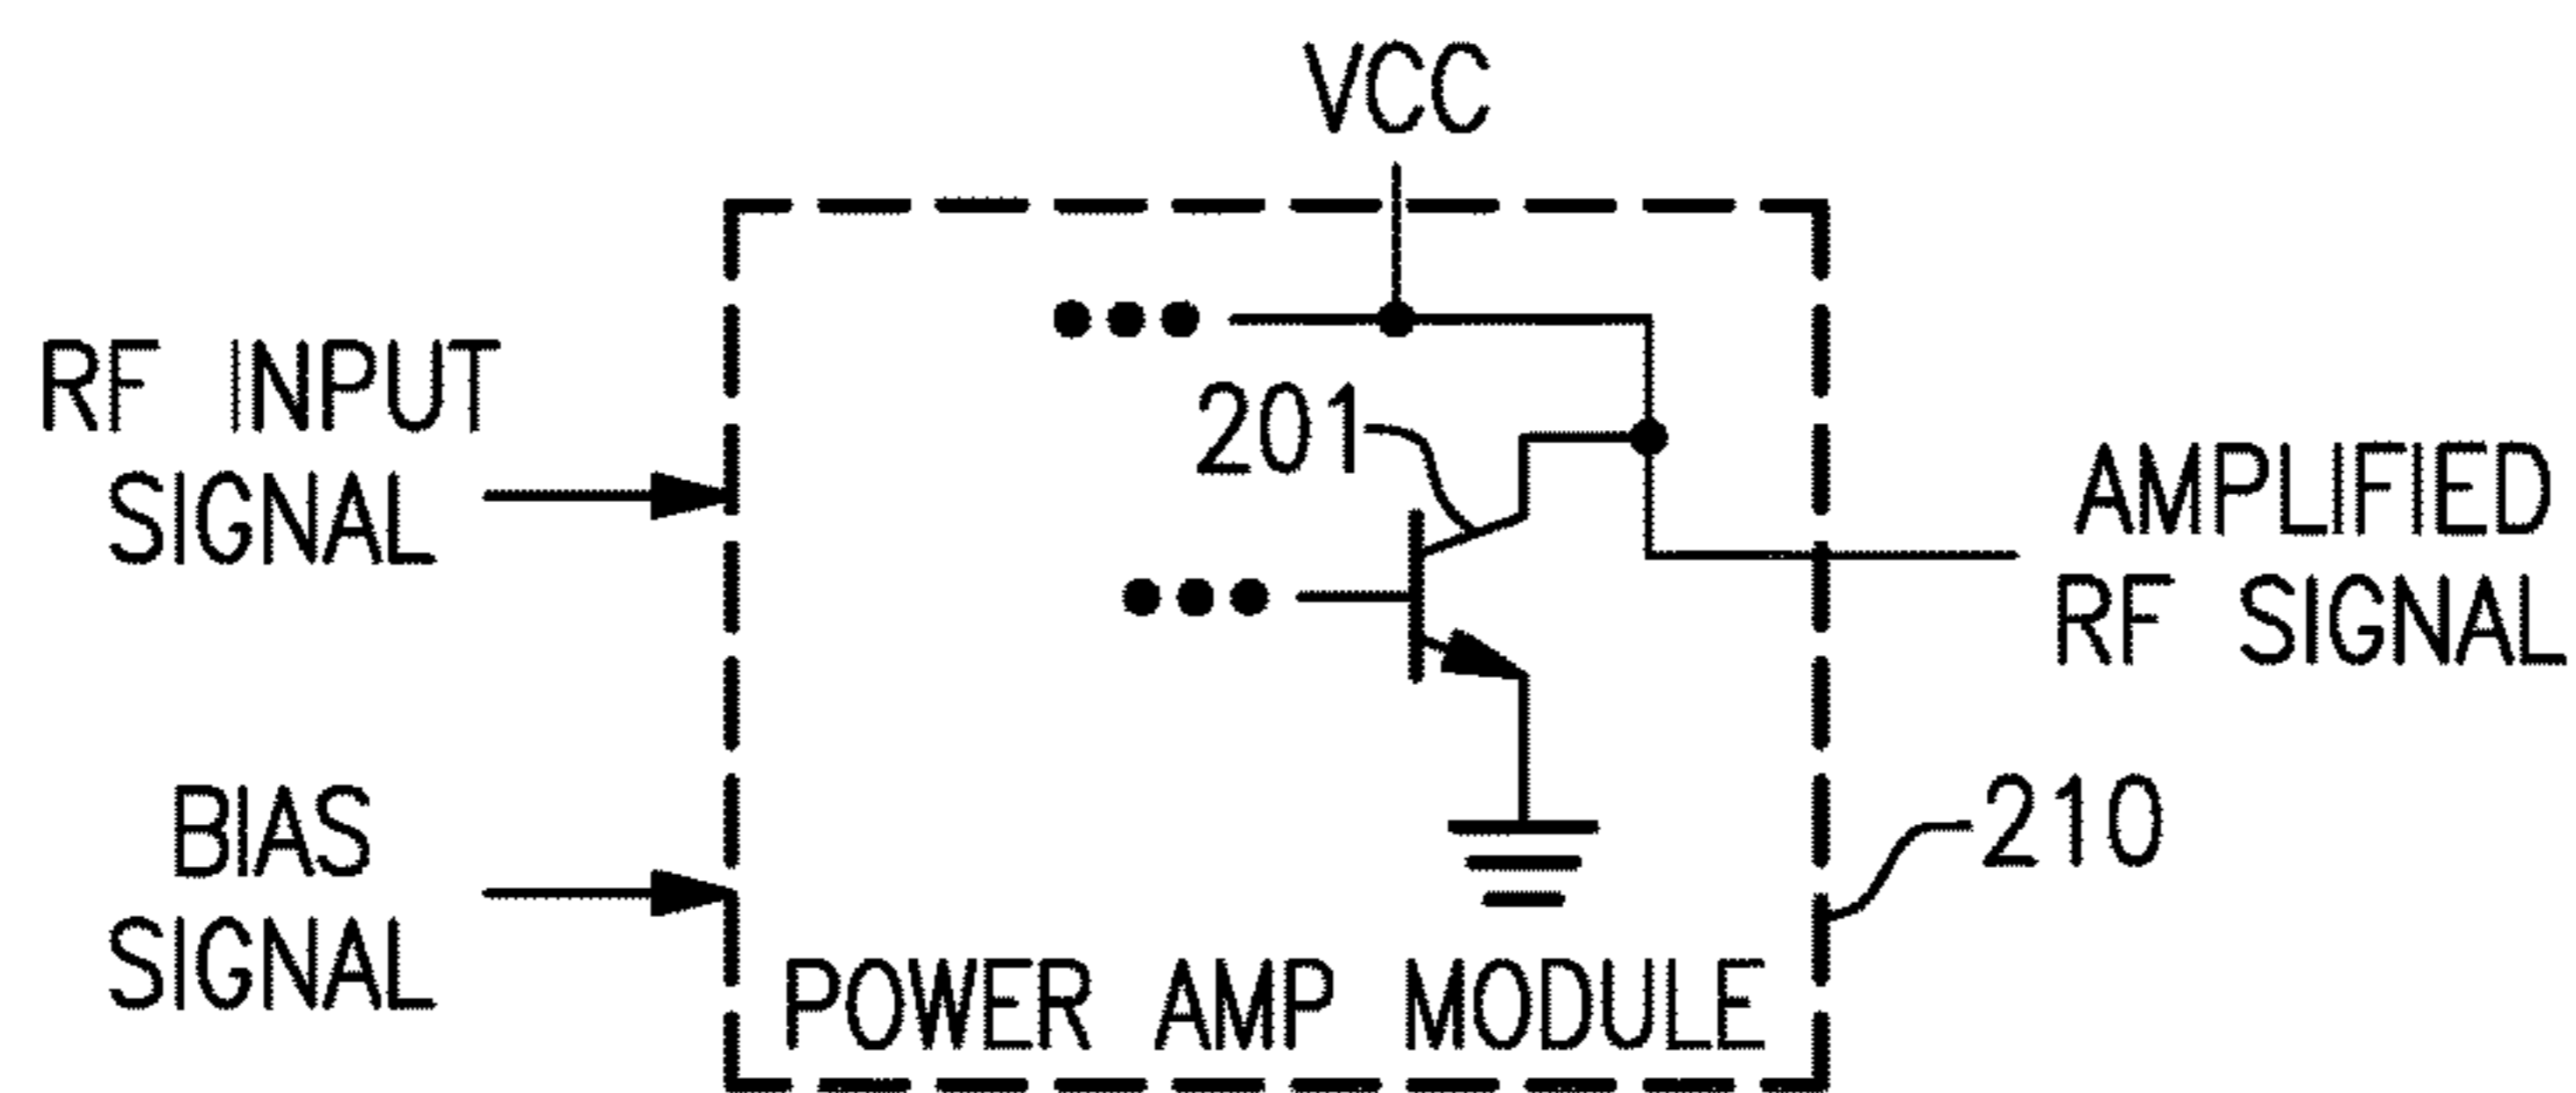 VCC
RF INPUT
SIGNAL
201
AMPLIFIED
RF SIGNAL
BIAS
SIGNAL
210
POWER AMP MODULE